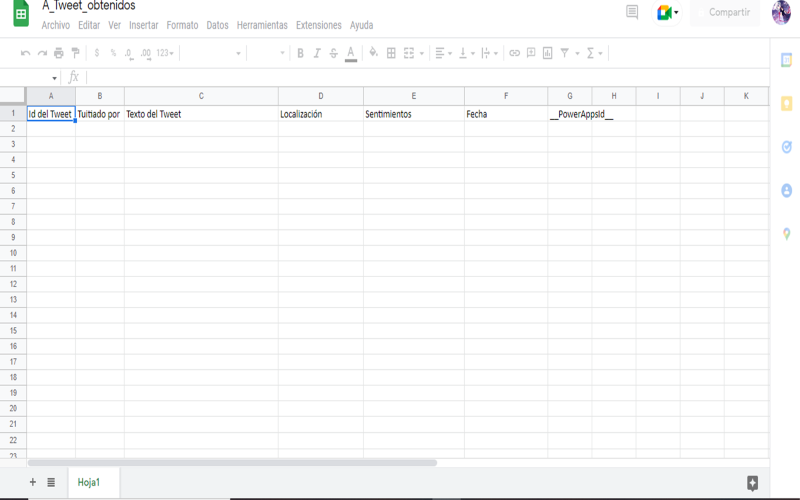 A_Tweet_obtenidos
Archivo Editar Ver Insertar Formato Datos Herramientas Extensiones Ayuda
Compartir
$ % .0 .00 123 B I S A Σ
fx
A B C D E F G H I J K
1 Id del Tweet Tuitiado por Texto del Tweet Localización Sentimientos Fecha __PowerAppsId__
2
3
4
5
6
7
8
9
10
11
12
13
14
15
16
17
18
19
20
21
22
23
+ Hoja1